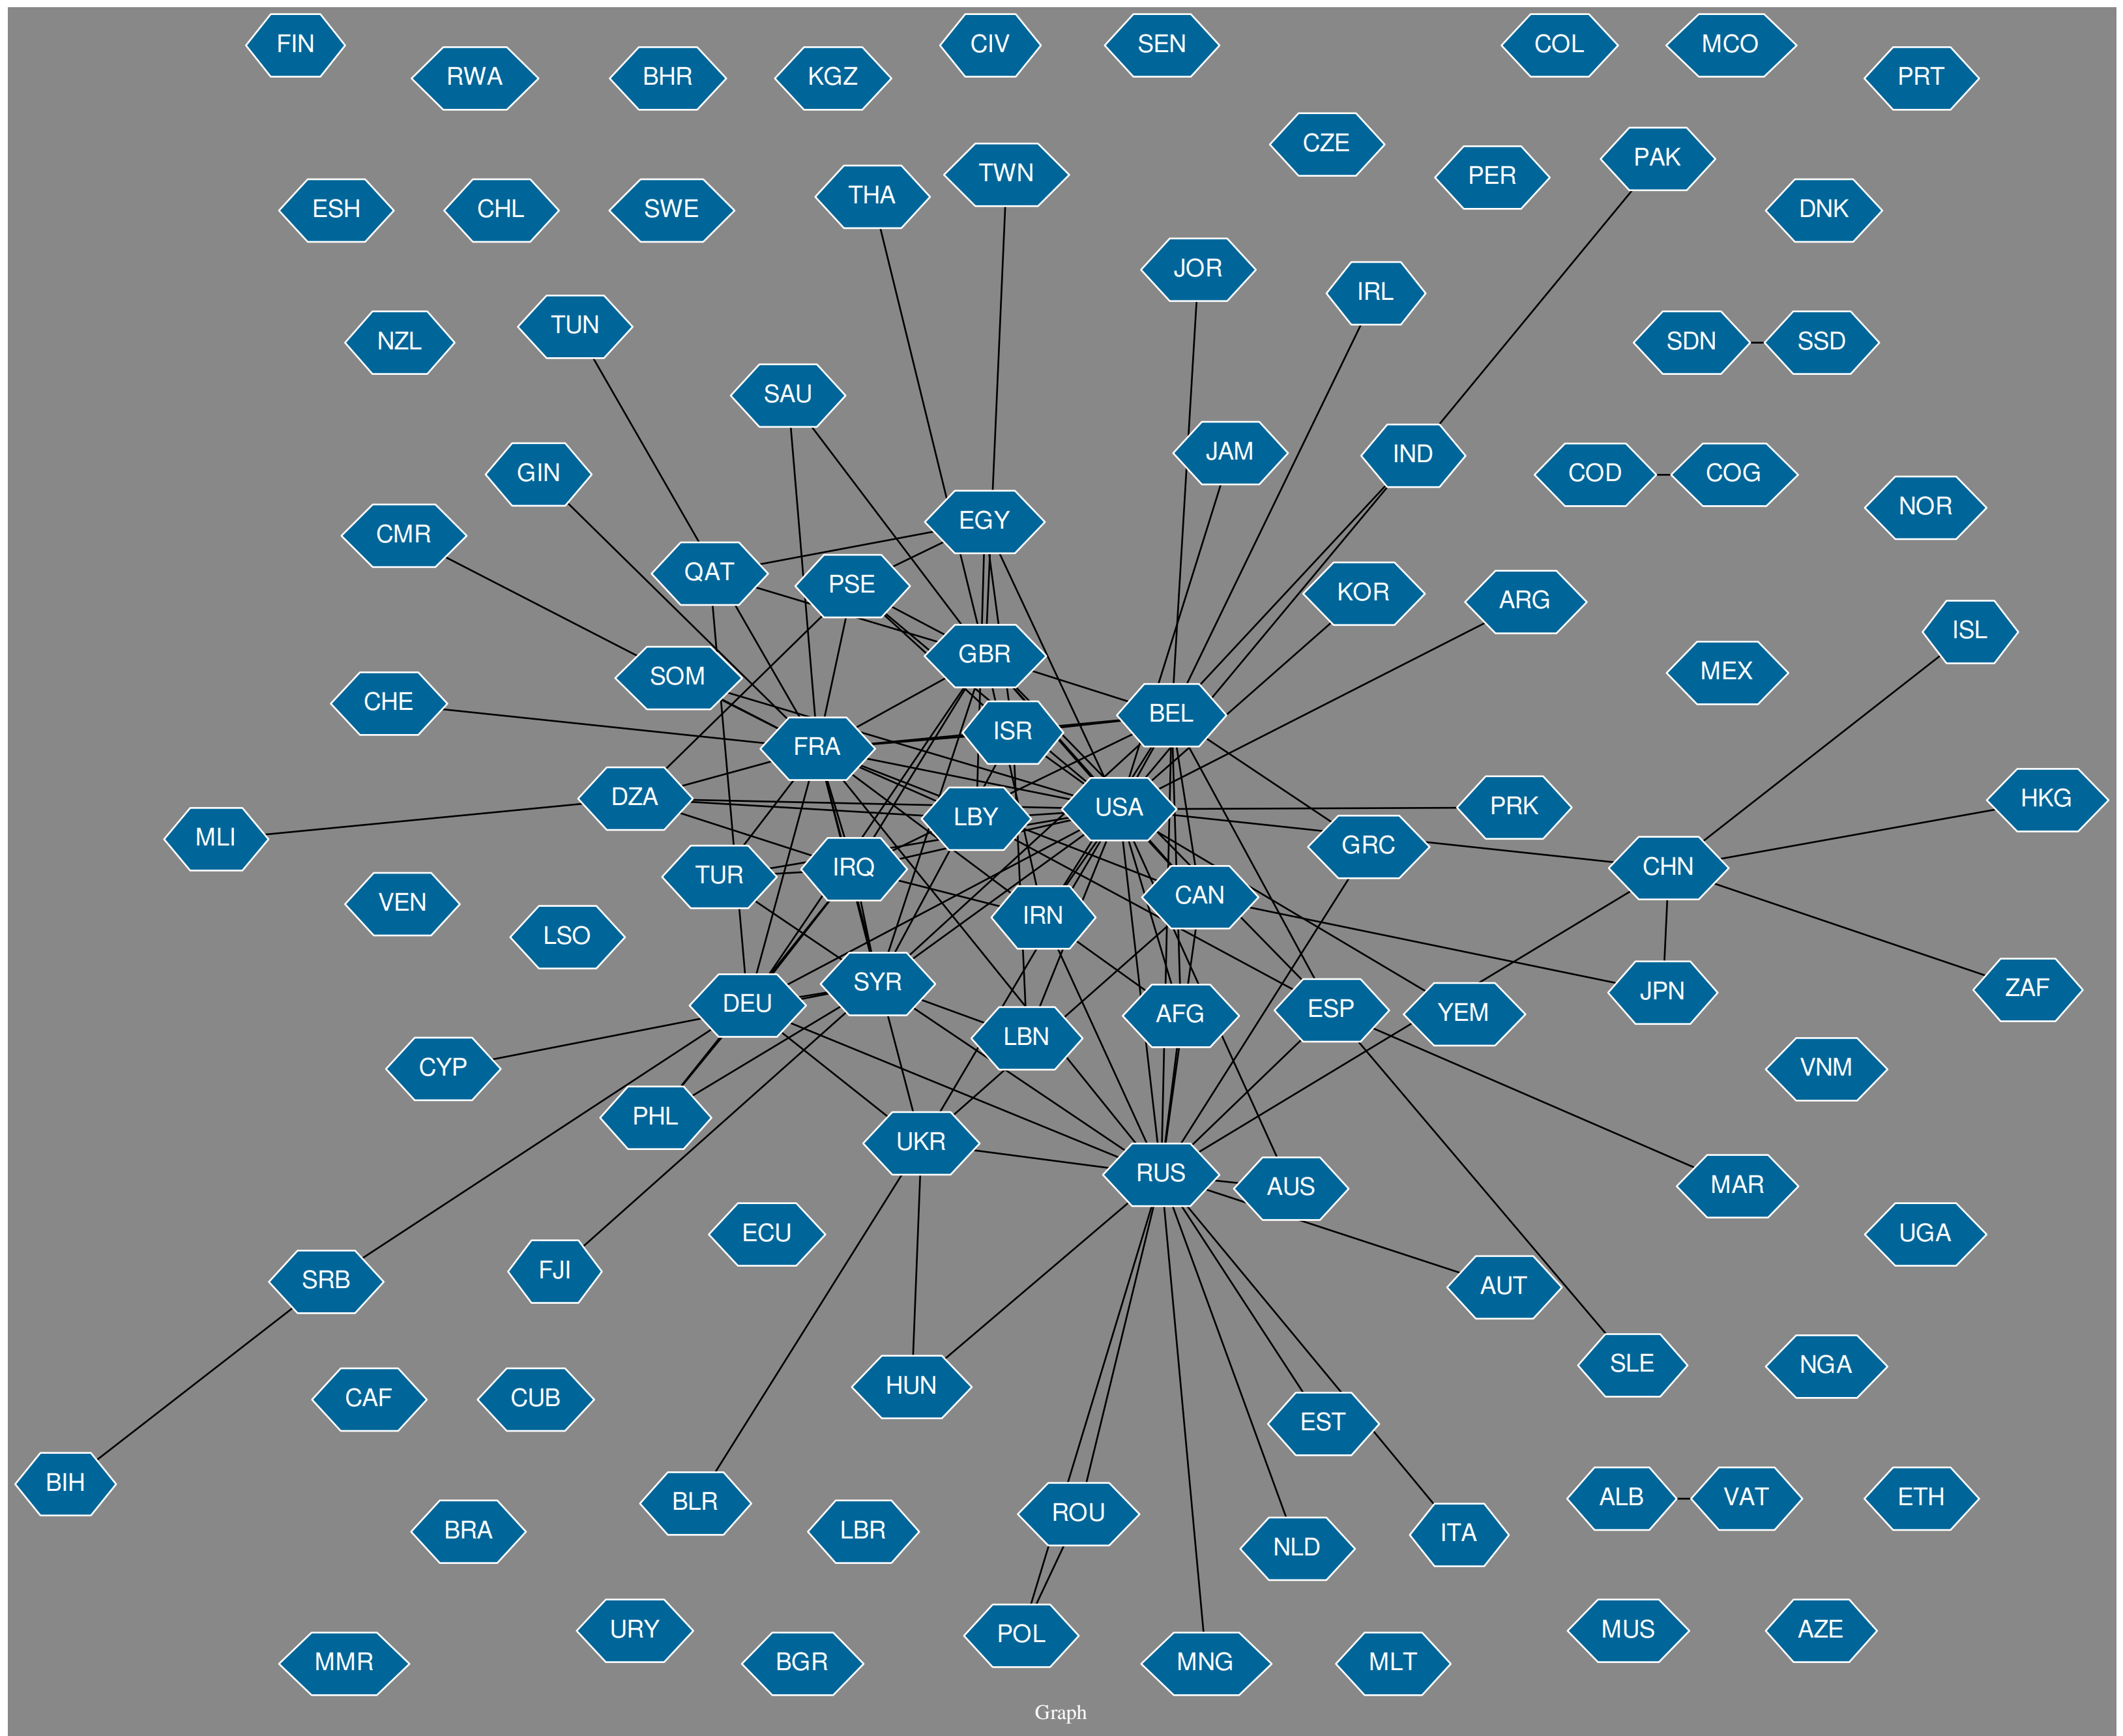 FIN
RWA
BHR
KGZ
CIV
SEN
COL
MCO
PRT
CZE
PER
PAK
THA
TWN
ESH
CHL
SWE
DNK
JOR
IRL
NZL
TUN
SDN
SSD
SAU
JAM
IND
GIN
COD
COG
NOR
CMR
EGY
QAT
PSE
KOR
ARG
ISL
GBR
SOM
MEX
CHE
FRA
ISR
BEL
DZA
LBY
USA
PRK
HKG
MLI
TUR
IRQ
GRC
CHN
VEN
LSO
IRN
CAN
DEU
SYR
LBN
AFG
ESP
YEM
JPN
ZAF
CYP
PHL
VNM
UKR
RUS
AUS
MAR
ECU
UGA
SRB
FJI
AUT
CAF
CUB
HUN
SLE
NGA
EST
BIH
BRA
BLR
LBR
ROU
NLD
ITA
ALB
VAT
ETH
MMR
URY
BGR
POL
MNG
MLT
MUS
AZE
Graph